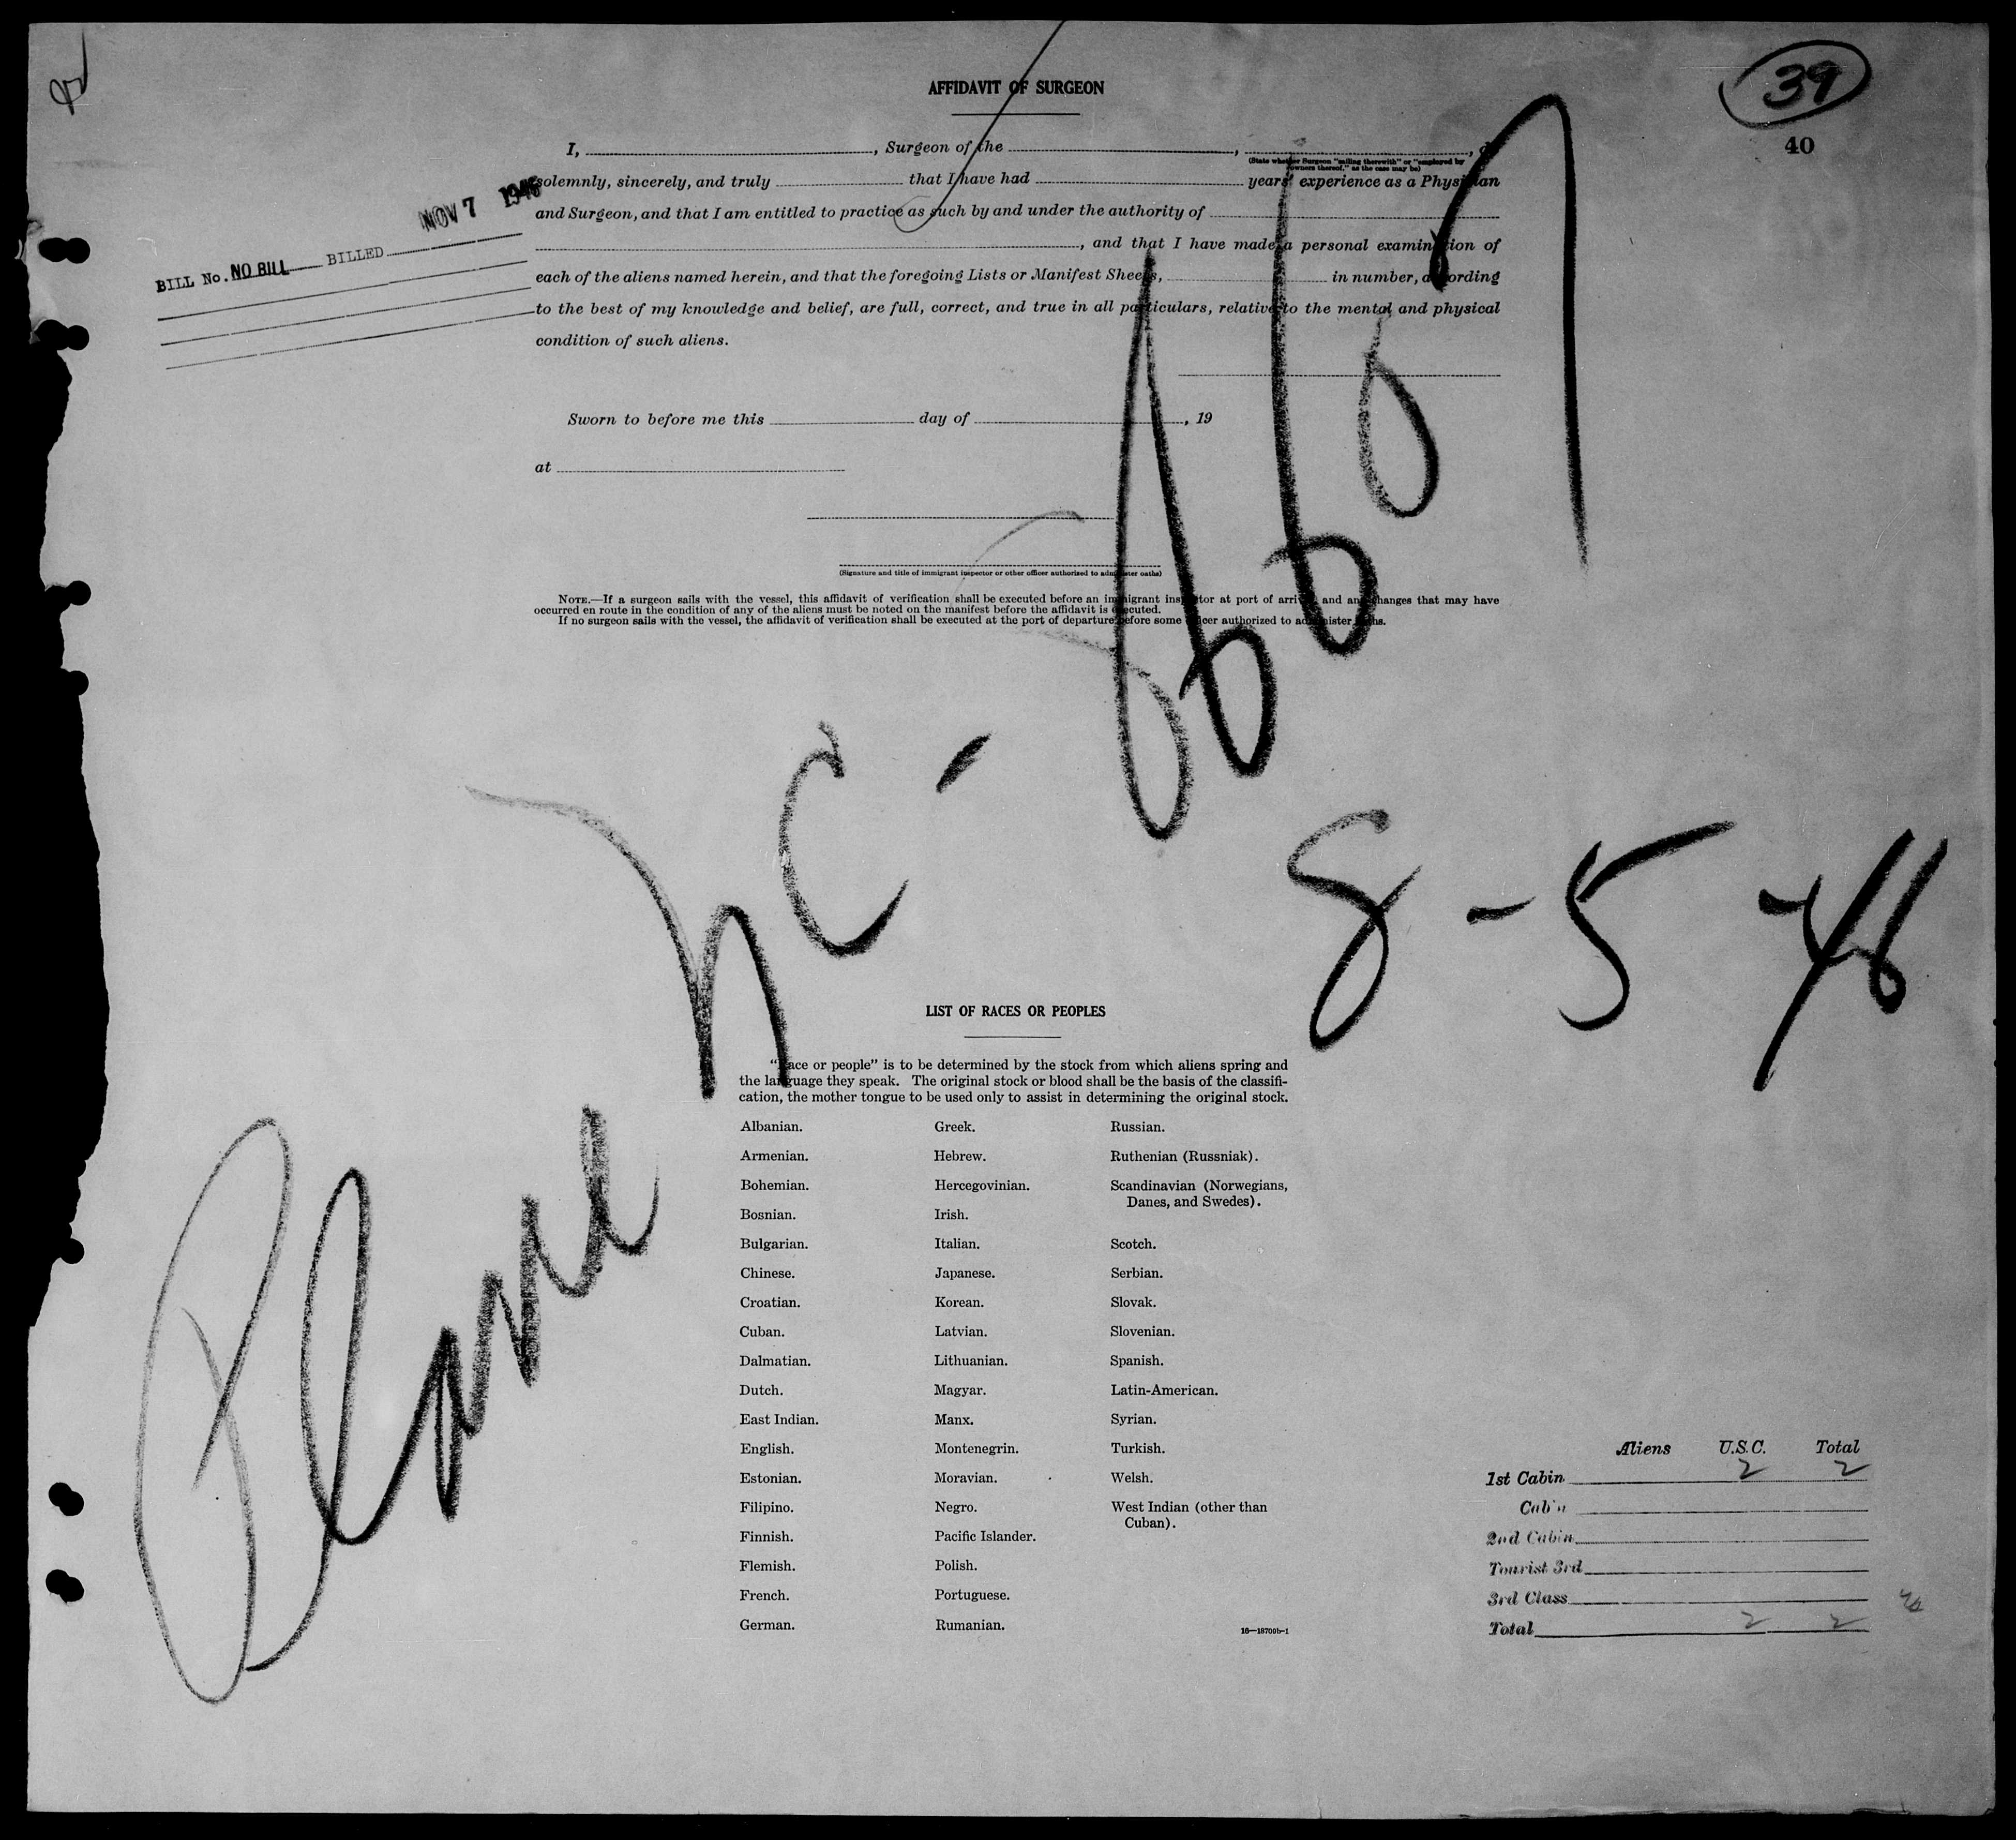 39
40
AFFIDAVIT OF SURGEON
I, , Surgeon of the , ,
(State whether Surgeon "sailing therewith" or "employed by
owners thereof," as the case may be)
solemnly, sincerely, and truly that I have had years' experience as a Physician
and Surgeon, and that I am entitled to practice as such by and under the authority of
, and that I have made a personal examination of
each of the aliens named herein, and that the foregoing Lists or Manifest Sheets, in number, according
to the best of my knowledge and belief, are full, correct, and true in all particulars, relative to the mental and physical
condition of such aliens.
NOV 7 1946
BILL No. NO BILL BILLED
Sworn to before me this day of , 19
at
(Signature and title of immigrant inspector or other officer authorized to administer oaths)
NOTE.—If a surgeon sails with the vessel, this affidavit of verification shall be executed before an immigrant inspector at port of arrival and any changes that may have
occurred en route in the condition of any of the aliens must be noted on the manifest before the affidavit is executed.
If no surgeon sails with the vessel, the affidavit of verification shall be executed at the port of departure before some officer authorized to administer oaths.
Plane NC - 6667
8-5-46
LIST OF RACES OR PEOPLES
"Race or people" is to be determined by the stock from which aliens spring and
the language they speak. The original stock or blood shall be the basis of the classifi-
cation, the mother tongue to be used only to assist in determining the original stock.
Albanian. Greek. Russian.
Armenian. Hebrew. Ruthenian (Russniak).
Bohemian. Hercegovinian. Scandinavian (Norwegians,
Danes, and Swedes).
Bosnian. Irish.
Bulgarian. Italian. Scotch.
Chinese. Japanese. Serbian.
Croatian. Korean. Slovak.
Cuban. Latvian. Slovenian.
Dalmatian. Lithuanian. Spanish.
Dutch. Magyar. Latin-American.
East Indian. Manx. Syrian.
English. Montenegrin. Turkish.
Estonian. Moravian. Welsh.
Filipino. Negro. West Indian (other than
Cuban).
Finnish. Pacific Islander.
Flemish. Polish.
French. Portuguese.
German. Rumanian.
16—18700b-1
Aliens U.S.C. Total
1st Cabin 2 2
Cabin
2nd Cabin
Tourist 3rd
3rd Class
Total 2 2